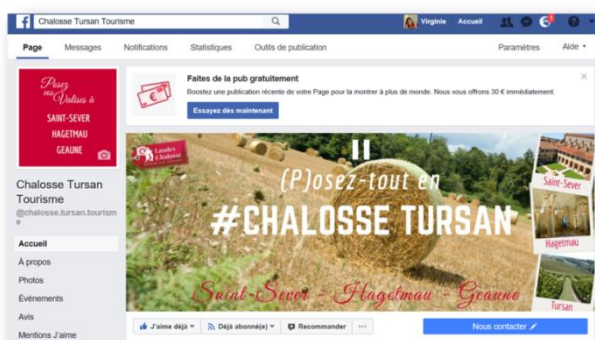 Chalosse Tursan Tourisme
Virginie Accueil
Page Messages Notifications Statistiques Outils de publication Paramètres Aide
Faites de la pub gratuitement
Boostez une publication récente de votre Page pour la montrer à plus de monde. Nous vous offrons 30 € immédiatement.
Essayez dès maintenant
Posez
vos Valises à
SAINT-SEVER
HAGETMAU
GEAUNE
Landes
Chalosse
(P)osez-tout en
#CHALOSSE TURSAN
Saint-Sever - Hagetmau - Geaune
Saint-Sever
Hagetmau
Tursan
Chalosse Tursan
Tourisme
@chalosse.tursan.tourism
e
Accueil
À propos
Photos
Évènements
Avis
Mentions J'aime
J'aime déjà Déjà abonné(e) Recommander ... Nous contacter